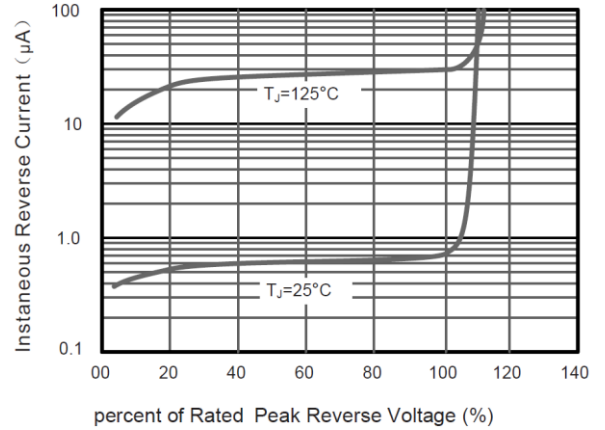 Instaneous Reverse Current (μA)
100
10
1.0
0.1
TJ=125°C
TJ=25°C
00 20 40 60 80 100 120 140
percent of Rated Peak Reverse Voltage (%)